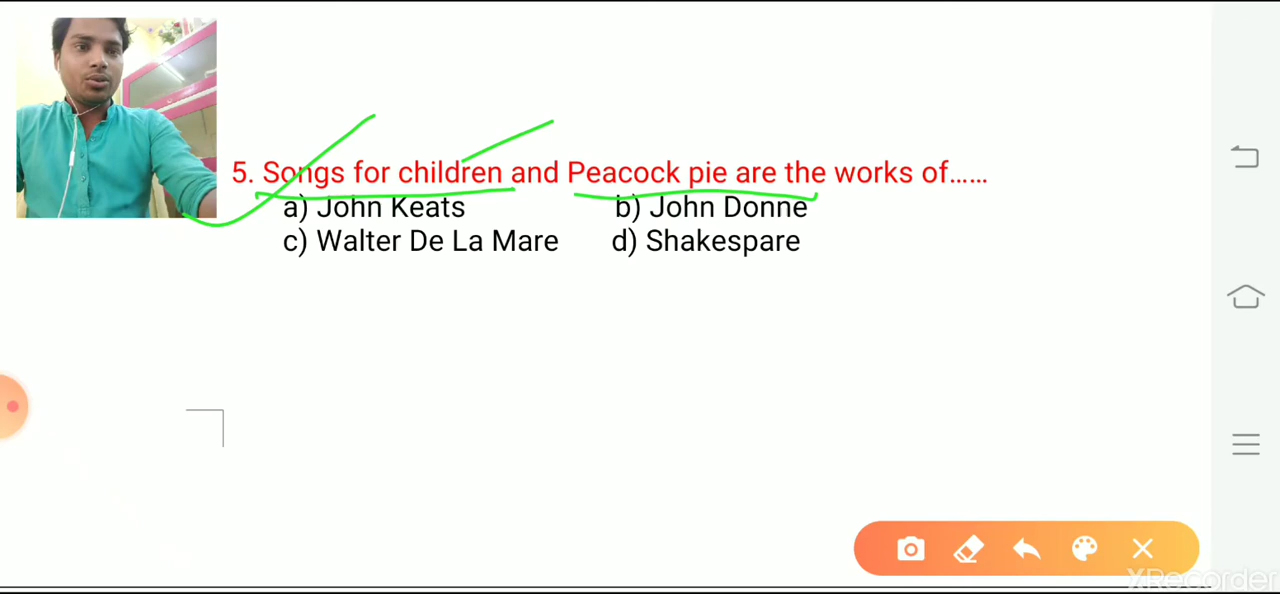 5. Songs for children and Peacock pie are the works of......
a) John Keats b) John Donne
c) Walter De La Mare d) Shakespare
XRecorder